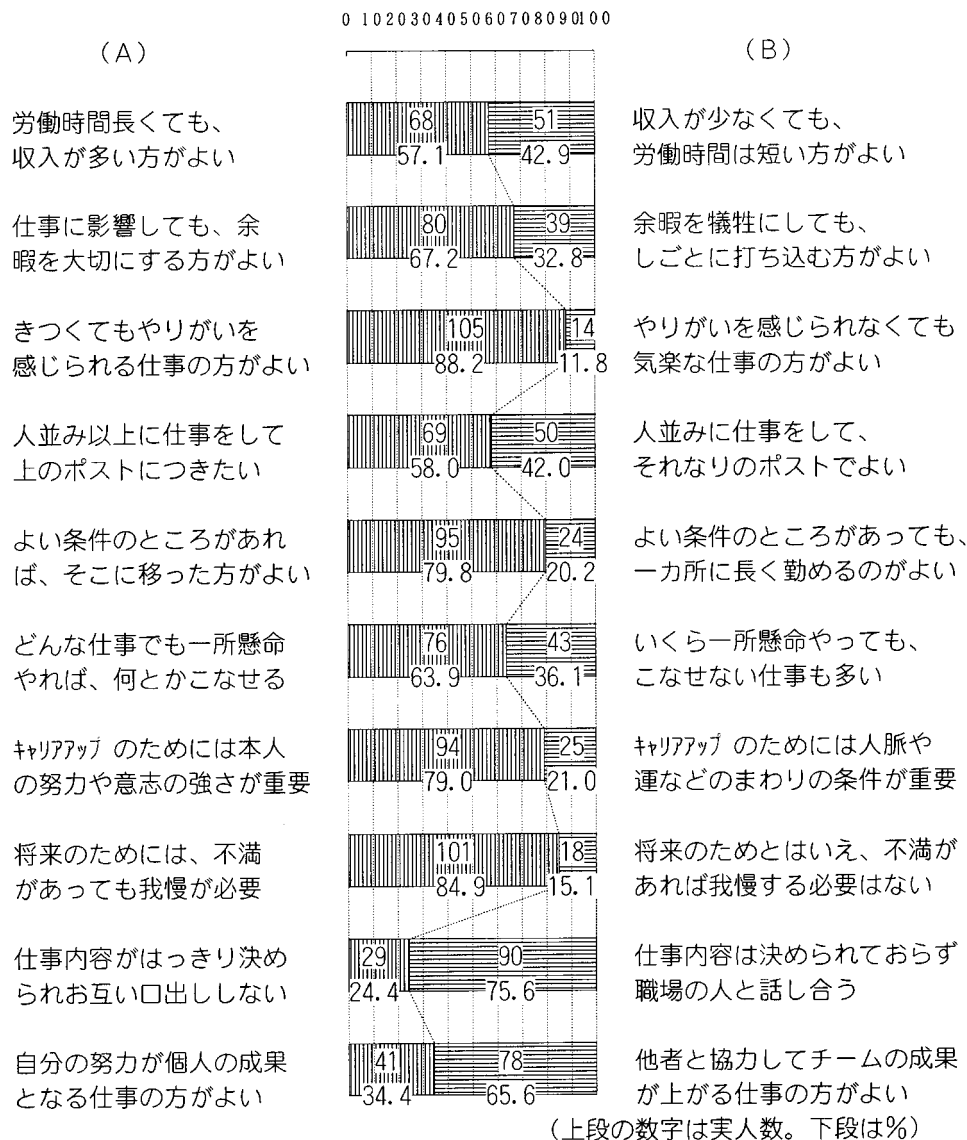 0 10 20 30 40 50 60 70 80 90 100
(A)
(B)
労働時間長くても、
収入が多い方がよい
68
51
57.1
42.9
収入が少なくても、
労働時間は短い方がよい
仕事に影響しても、余
暇を大切にする方がよい
80
39
67.2
32.8
余暇を犠牲にしても、
しごとに打ち込む方がよい
きつくてもやりがいを
感じられる仕事の方がよい
105
14
88.2
11.8
やりがいを感じられなくても
気楽な仕事の方がよい
人並み以上に仕事をして
上のポストにつきたい
69
50
58.0
42.0
人並みに仕事をして、
それなりのポストでよい
よい条件のところがあれ
ば、そこに移った方がよい
95
24
79.8
20.2
よい条件のところがあっても、
一カ所に長く勤めるのがよい
どんな仕事でも一所懸命
やれば、何とかこなせる
76
43
63.9
36.1
いくら一所懸命やっても、
こなせない仕事も多い
ｷｬﾘｱｱｯﾌﾟのためには本人
の努力や意志の強さが重要
94
25
79.0
21.0
ｷｬﾘｱｱｯﾌﾟのためには人脈や
運などのまわりの条件が重要
将来のためには、不満
があっても我慢が必要
101
18
84.9
15.1
将来のためとはいえ、不満が
あれば我慢する必要はない
仕事内容がはっきり決め
られお互い口出ししない
29
90
24.4
75.6
仕事内容は決められておらず
職場の人と話し合う
自分の努力が個人の成果
となる仕事の方がよい
41
78
34.4
65.6
他者と協力してチームの成果
が上がる仕事の方がよい
(上段の数字は実人数。下段は%)